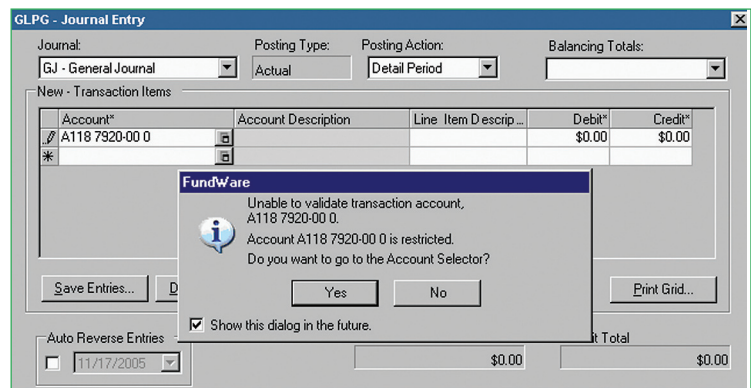 GLPG - Journal Entry
Journal: Posting Type: Posting Action: Balancing Totals:
GJ - General Journal Actual Detail Period
New - Transaction Items
Account* Account Description Line Item Descrip... Debit* Credit*
A118 7920-00 0 $0.00 $0.00
FundWare
Unable to validate transaction account,
A118 7920-00 0.
Account A118 7920-00 0 is restricted.
Do you want to go to the Account Selector?
Save Entries... D Yes No Print Grid...
Show this dialog in the future.
Auto Reverse Entries it Total
11/17/2005 $0.00 $0.00